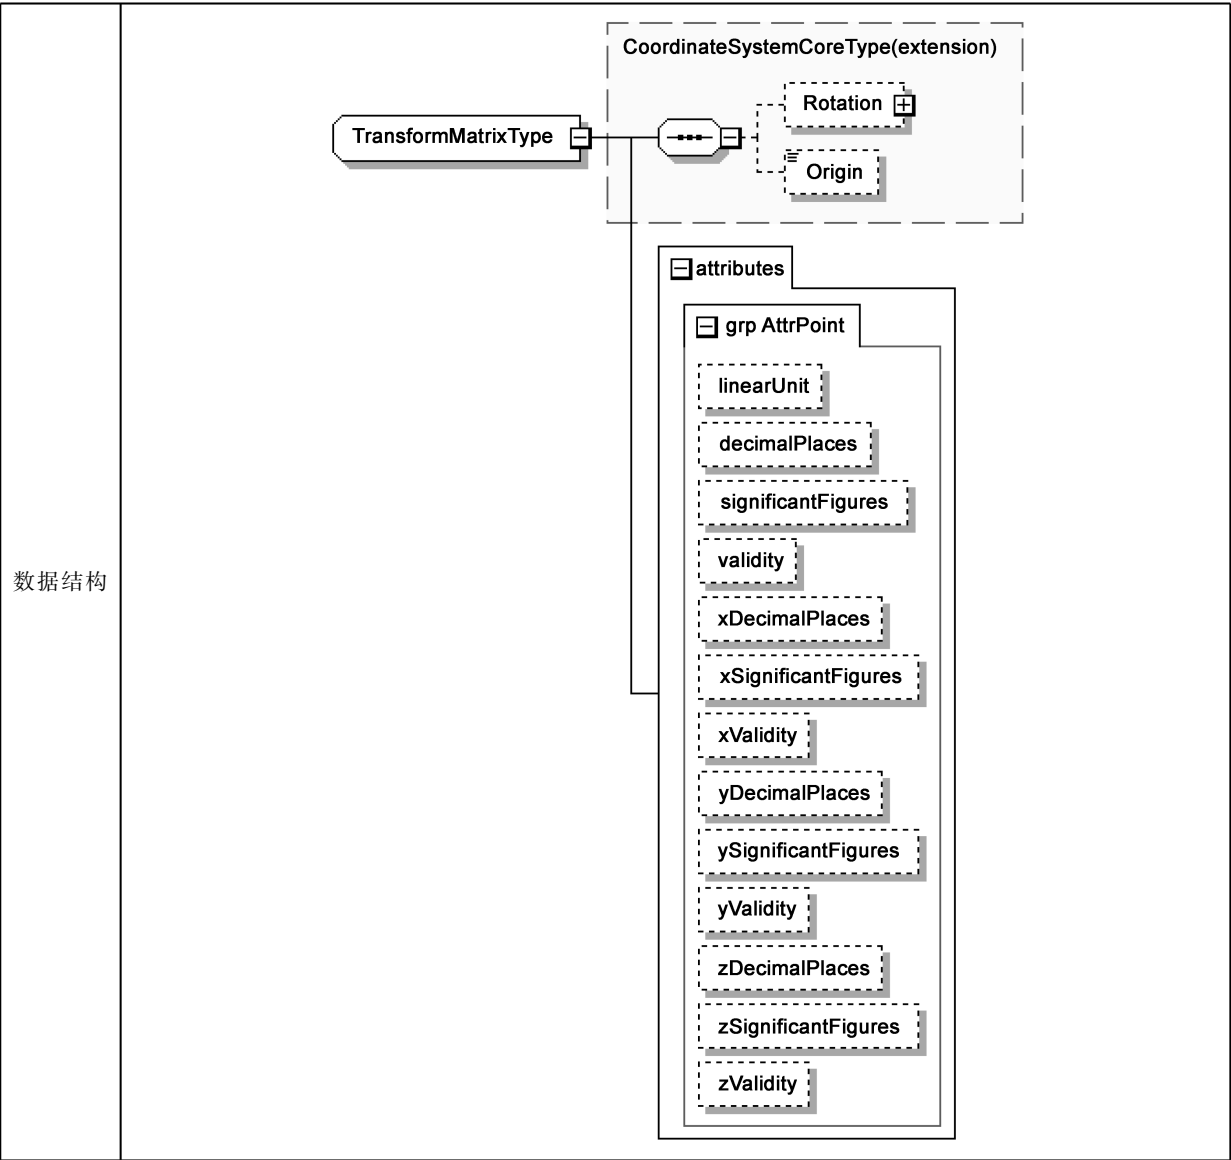 CoordinateSystemCoreType(extension)
Rotation
TransformMatrixType
Origin
attributes
grp AttrPoint
linearUnit
decimalPlaces
significantFigures
validity
数据结构
xDecimalPlaces
xSignificantFigures
xValidity
yDecimalPlaces
ySignificantFigures
yValidity
zDecimalPlaces
zSignificantFigures
zValidity